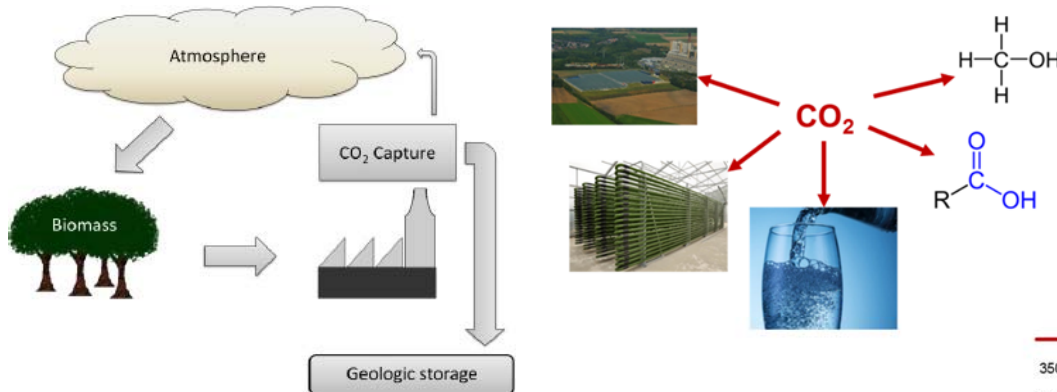 Atmosphere
CO₂ Capture
Biomass
Geologic storage
CO₂
H
H-C-OH
H
O
R C OH